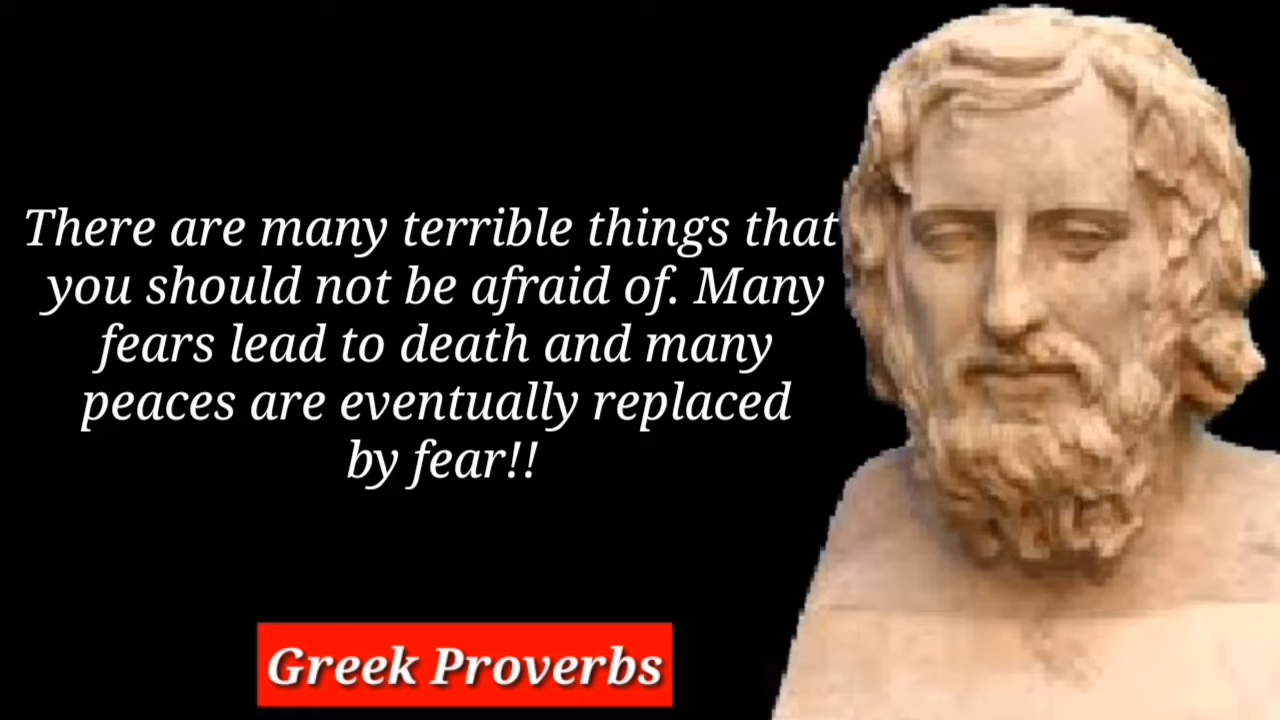 There are many terrible things that
you should not be afraid of. Many
fears lead to death and many
peaces are eventually replaced
by fear!!
Greek Proverbs